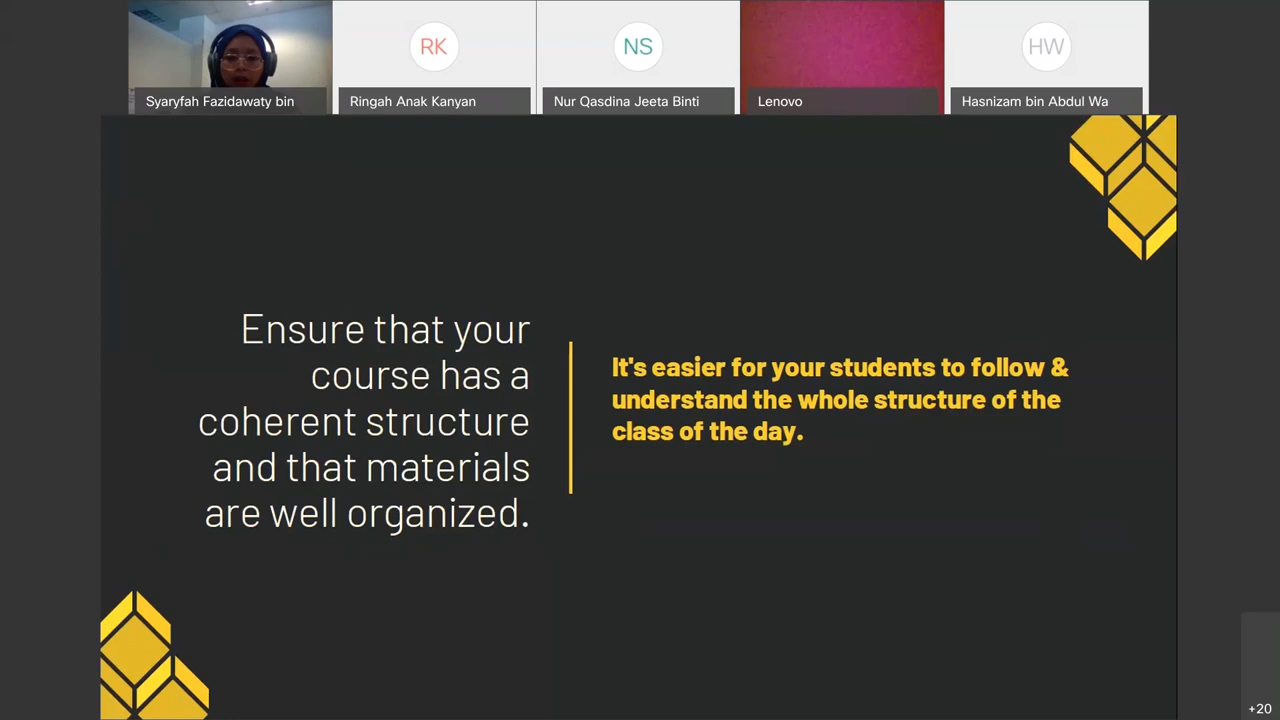 RK
NS
HW
Syaryfah Fazidawaty bin
Ringah Anak Kanyan
Nur Qasdina Jeeta Binti
Lenovo
Hasnizam bin Abdul Wa
Ensure that your
course has a
coherent structure
and that materials
are well organized.
It's easier for your students to follow &
understand the whole structure of the
class of the day.
+20